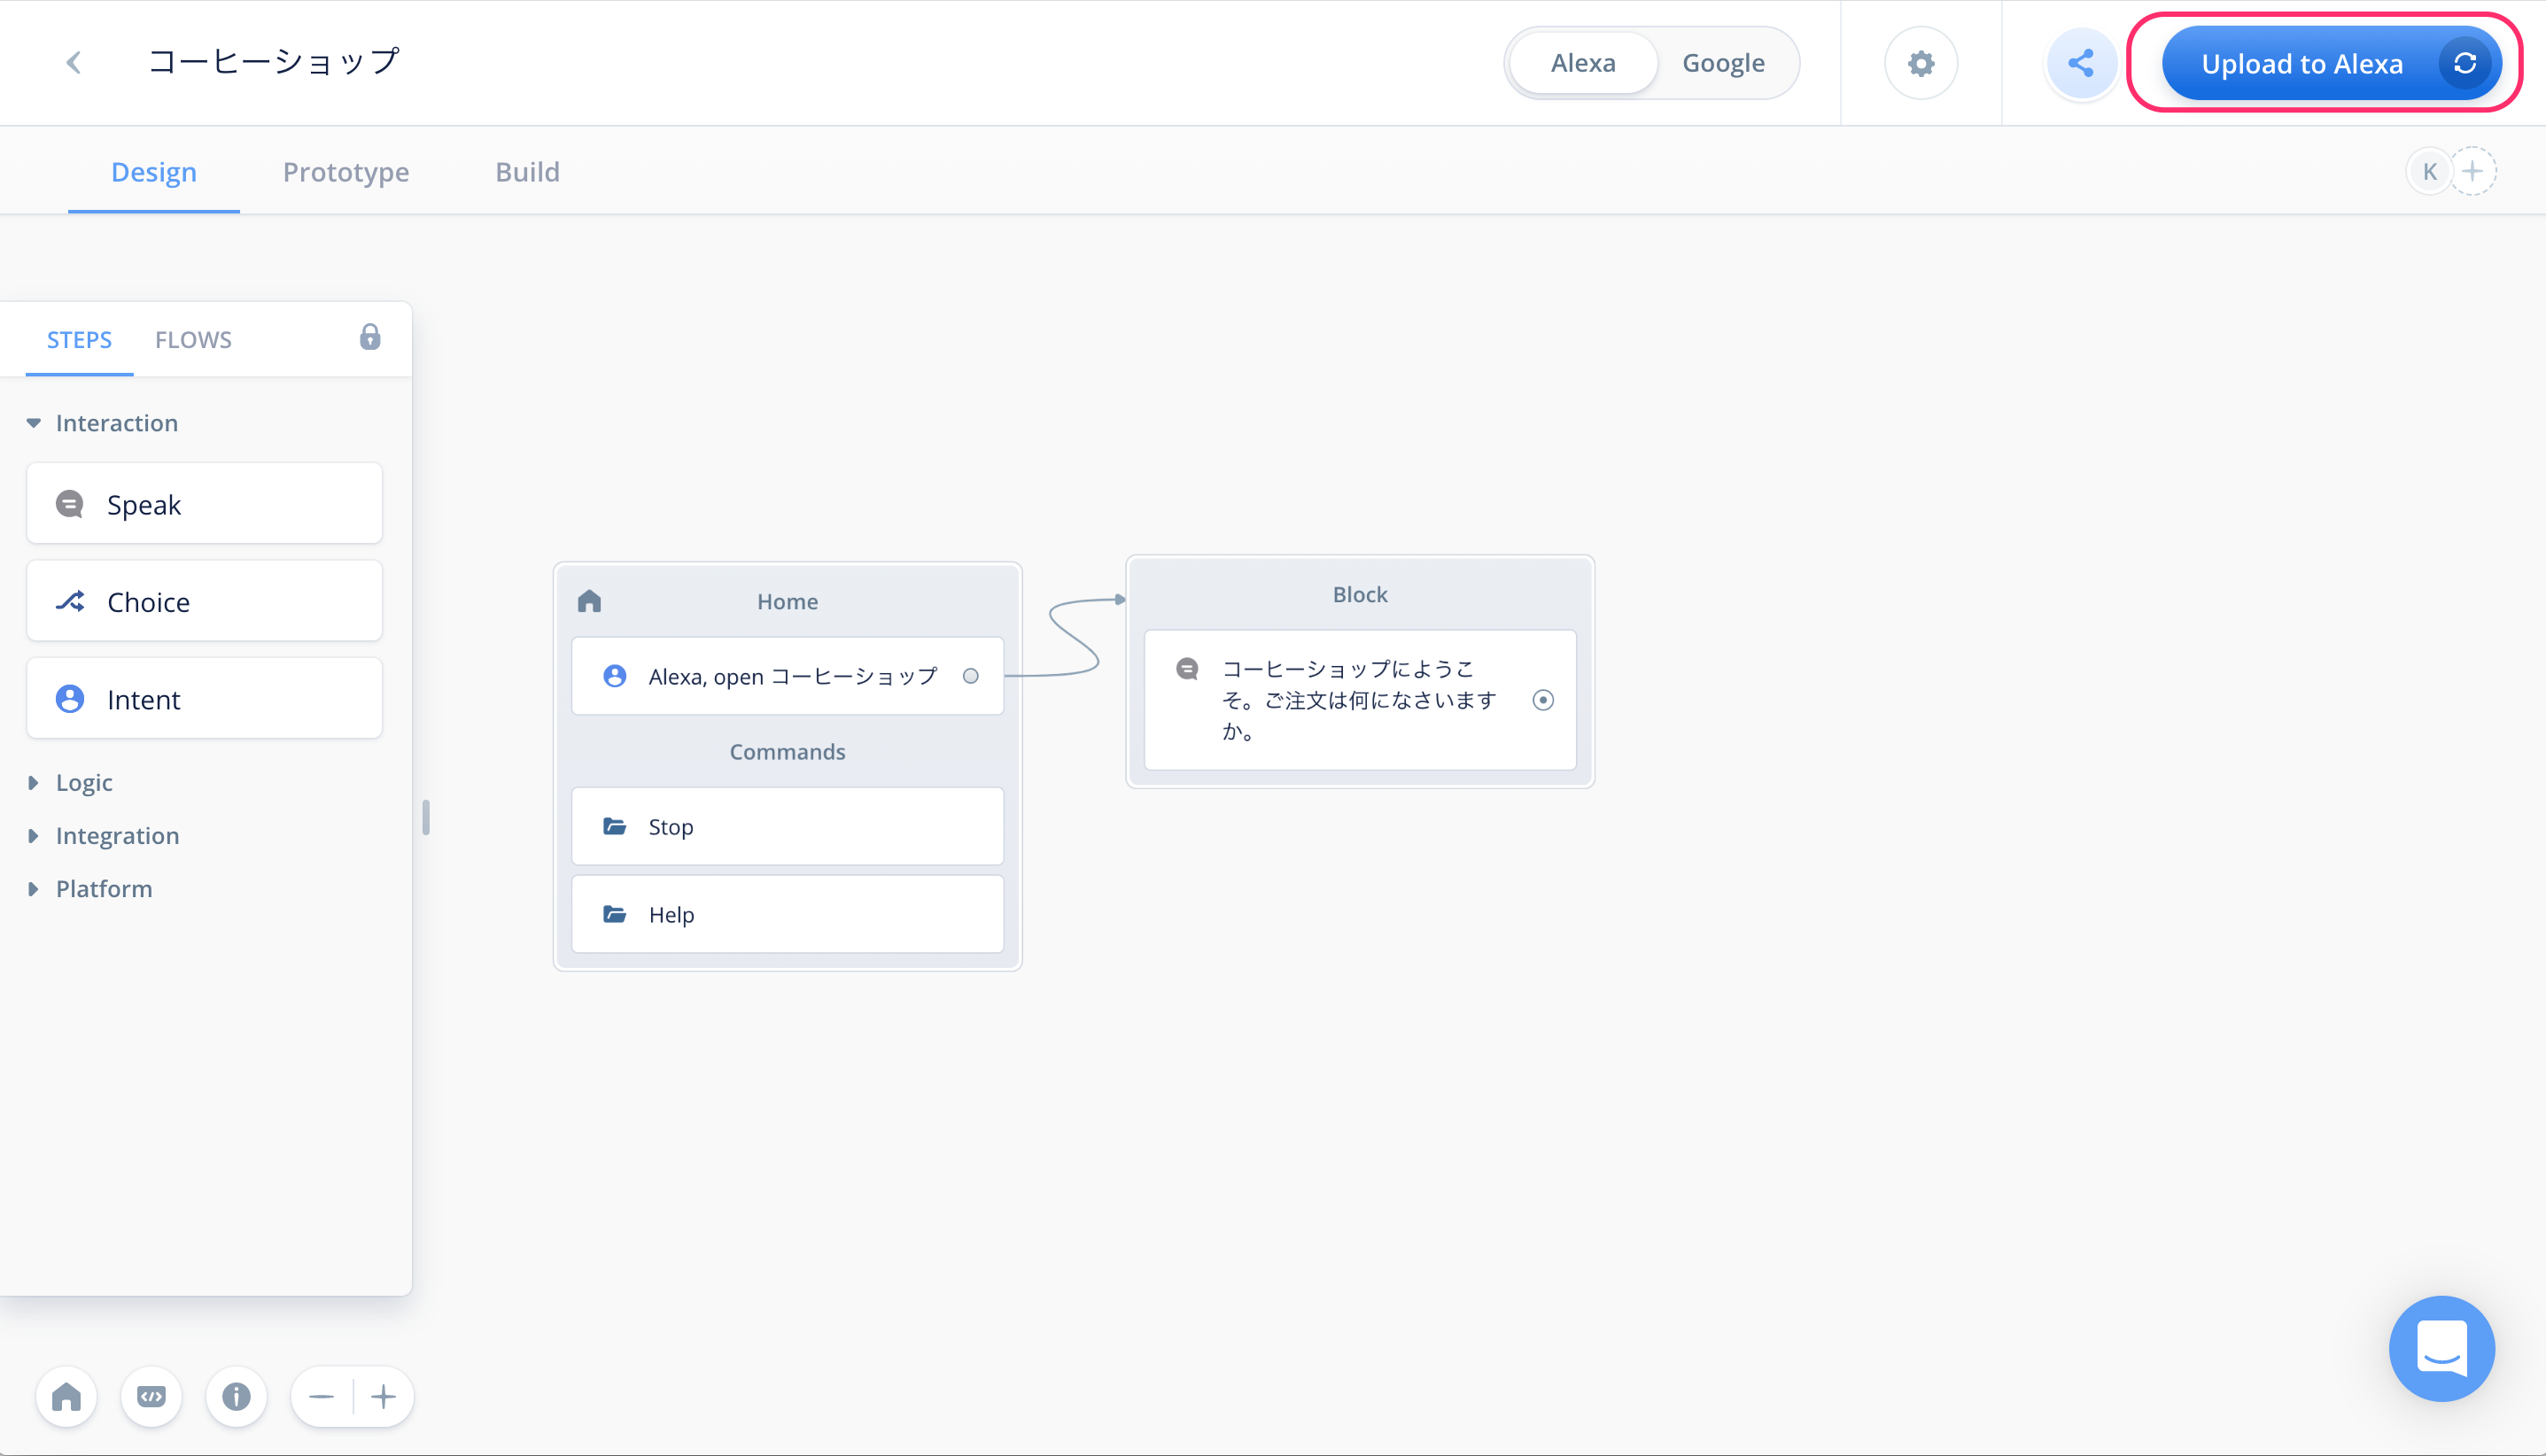 コーヒーショップ
Alexa
Google
Upload to Alexa
Design
Prototype
Build
K
STEPS
FLOWS
Interaction
Speak
Choice
Intent
Logic
Integration
Platform
Home
Alexa, open コーヒーショップ
Commands
Stop
Help
Block
コーヒーショップにようこ
そ。ご注文は何になさいます
か。